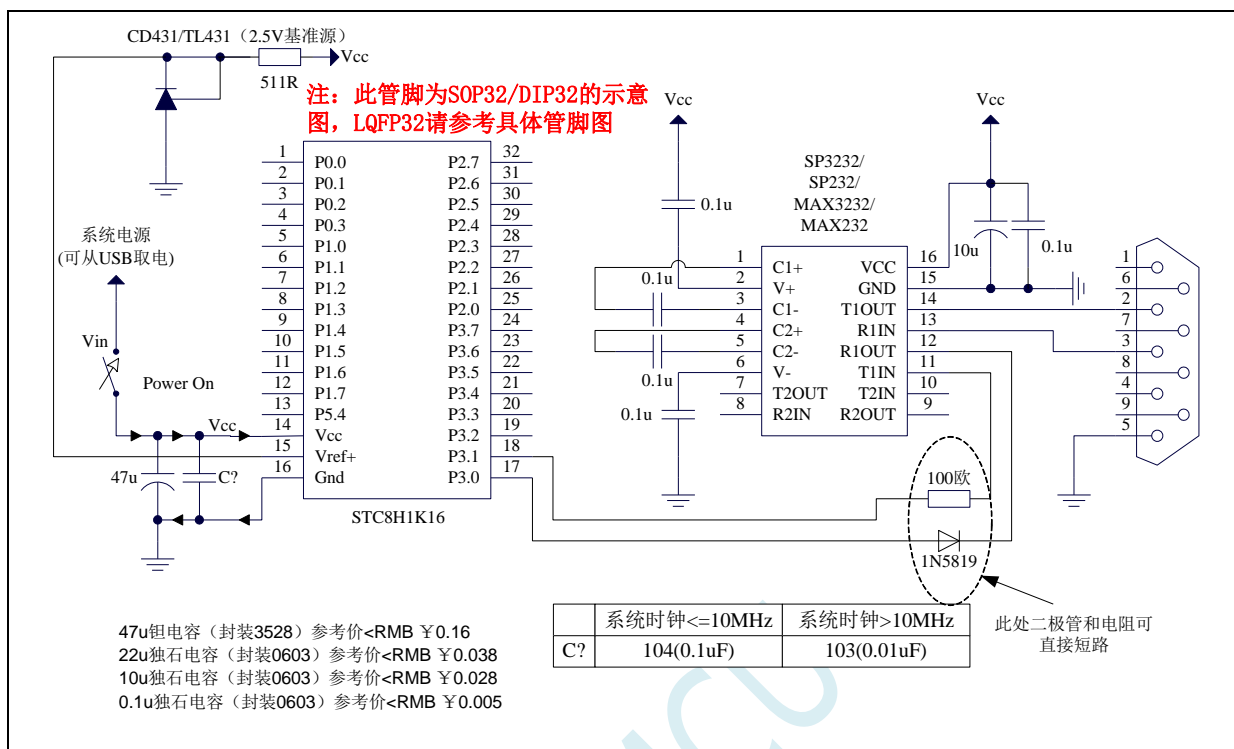 CD431/TL431（2.5V基准源）
511R
Vcc
注：此管脚为SOP32/DIP32的示意
图，LQFP32请参考具体管脚图
系统电源
(可从USB取电)
Vin
Power On
Vcc
47u
C?
1 P0.0 P2.7 32
2 P0.1 P2.6 31
3 P0.2 P2.5 30
4 P0.3 P2.4 29
5 P1.0 P2.3 28
6 P1.1 P2.2 27
7 P1.2 P2.1 26
8 P1.3 P2.0 25
9 P1.4 P3.7 24
10 P1.5 P3.6 23
11 P1.6 P3.5 22
12 P1.7 P3.4 21
13 P5.4 P3.3 20
14 Vcc P3.2 19
15 Vref+ P3.1 18
16 Gnd P3.0 17
STC8H1K16
Vcc
0.1u
0.1u
0.1u
0.1u
SP3232/
SP232/
MAX3232/
MAX232
1 C1+ VCC 16
2 V+ GND 15
3 C1- T1OUT 14
4 C2+ R1IN 13
5 C2- R1OUT 12
6 V- T1IN 11
7 T2OUT T2IN 10
8 R2IN R2OUT 9
Vcc
10u
0.1u
1
6
2
7
3
8
4
9
5
100欧
1N5819
此处二极管和电阻可
直接短路
系统时钟<=10MHz 系统时钟>10MHz
C? 104(0.1uF) 103(0.01uF)
47u钽电容（封装3528）参考价<RMB ￥0.16
22u独石电容（封装0603）参考价<RMB ￥0.038
10u独石电容（封装0603）参考价<RMB ￥0.028
0.1u独石电容（封装0603）参考价<RMB ￥0.005